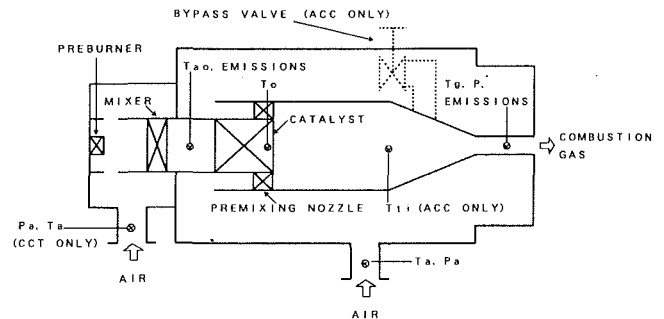 BYPASS VALVE (ACC ONLY)
PREBURNER
MIXER
Tao, EMISSIONS
To
Tg, P,
EMISSIONS
CATALYST
COMBUSTION
GAS
PREMIXING NOZZLE
Tti (ACC ONLY)
Pa, Ta
(CCT ONLY)
AIR
Ta, Pa
AIR